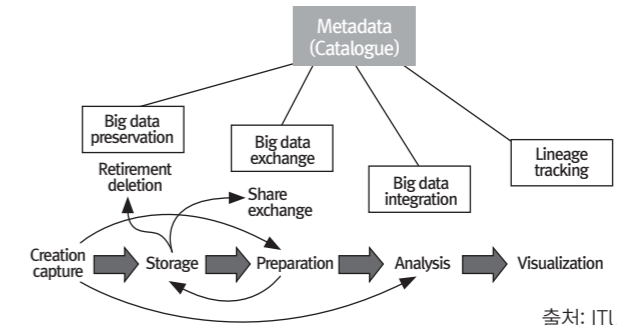 Metadata
(Catalogue)
Big data
preservation
Big data
exchange
Big data
integration
Lineage
tracking
Retirement
deletion
Share
exchange
Creation
capture
Storage
Preparation
Analysis
Visualization
출처: ITU